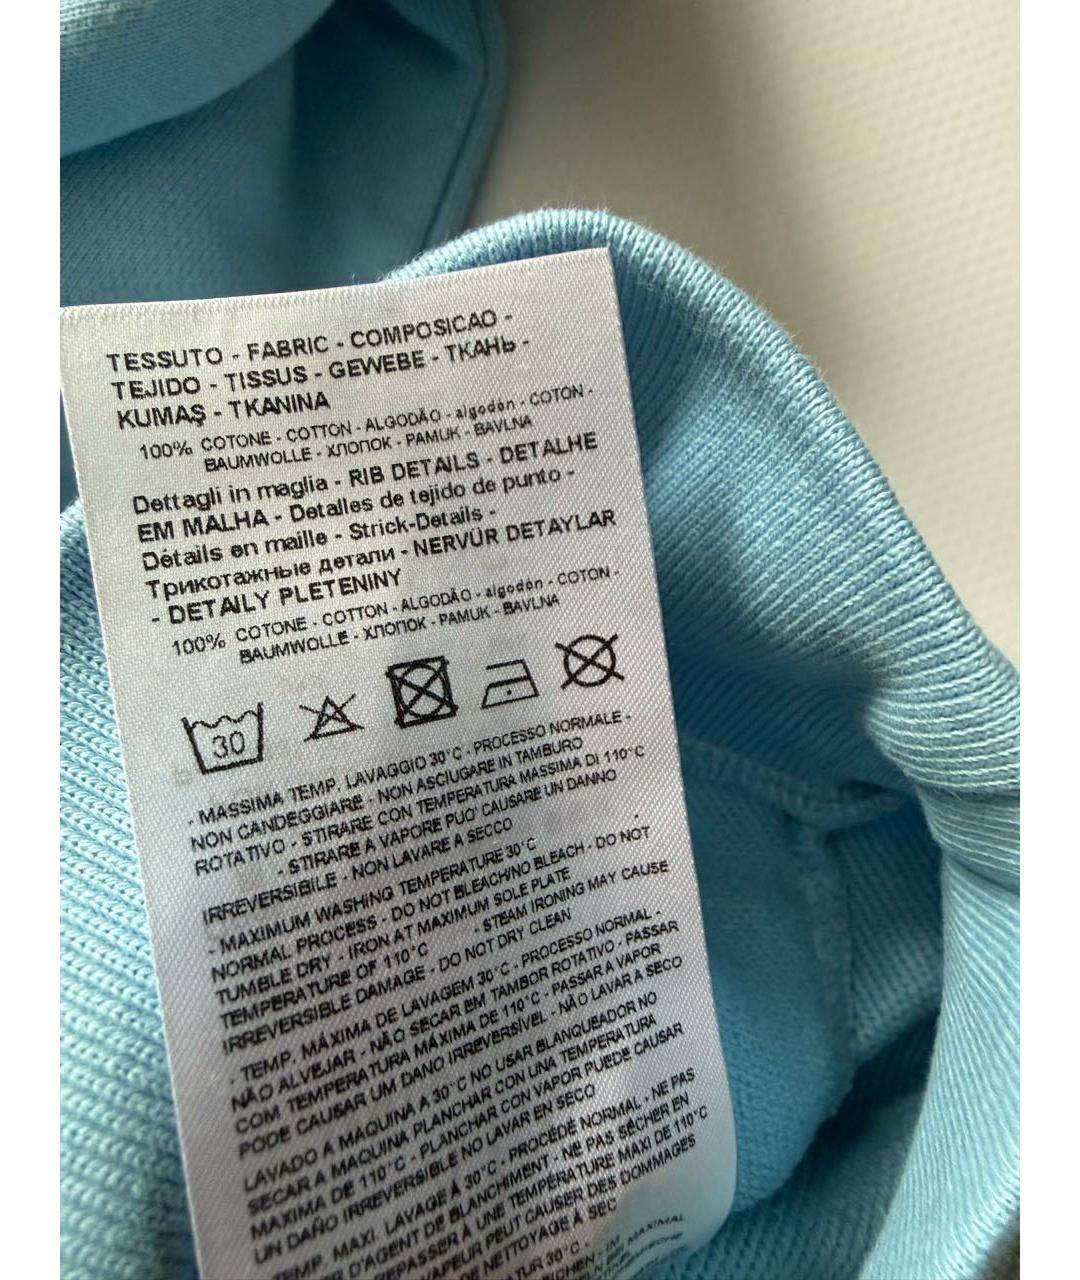 TESSUTO - FABRIC - COMPOSICAO -
TEJIDO - TISSUS - GEWEBE - ТКАНЬ -
KUMAŞ - TKANINA
100% COTONE - COTTON - ALGODÃO - algodon - COTON -
BAUMWOLLE - ХЛОПОК - PAMUK - BAVLNA
Dettagli in maglia - RIB DETAILS - DETALHE
EM MALHA - Detalles de tejido de punto -
Détails en maille - Strick-Details -
Трикотажные детали - NERVÜR DETAYLAR
- DETAILY PLETENINY
100% COTONE - COTTON - ALGODÃO - algodon - COTON -
BAUMWOLLE - ХЛОПОК - PAMUK - BAVLNA
30
- MASSIMA TEMP. LAVAGGIO 30°C - PROCESSO NORMALE -
NON CANDEGGIARE - NON ASCIUGARE IN TAMBURO
ROTATIVO - STIRARE CON TEMPERATURA MASSIMA DI 110°C
- STIRARE A VAPORE PUO' CAUSARE UN DANNO
IRREVERSIBILE - NON LAVARE A SECCO
- MAXIMUM WASHING TEMPERATURE 30°C -
NORMAL PROCESS - DO NOT BLEACH/NO BLEACH - DO NOT
TUMBLE DRY - IRON AT MAXIMUM SOLE PLATE
TEMPERATURE OF 110°C - STEAM IRONING MAY CAUSE
IRREVERSIBLE DAMAGE - DO NOT DRY CLEAN
- TEMP. MÁXIMA DE LAVAGEM 30°C - PROCESSO NORMAL -
NÃO ALVEJAR - NÃO SECAR EM TAMBOR ROTATIVO - PASSAR
COM TEMPERATURA MÁXIMA DE 110°C - PASSAR A VAPOR
PODE CAUSAR UM DANO IRREVERSÍVEL - NÃO LAVAR A SECO
LAVADO A MAQUINA A 30°C NO USAR BLANQUEADOR NO
SECAR A MAQUINA PLANCHAR CON UNA TEMPERATURA
MAXIMA DE 110°C - PLANCHAR CON VAPOR PUEDE CAUSAR
UN DAÑO IRREVERSIBLE NO LAVAR EN SECO
TEMP. MAXI. LAVAGE À 30°C - PROCÉDÉ NORMAL - NE PAS
D'AGENT DE BLANCHIMENT - NE PAS SÉCHER EN
REPASSER À UNE TEMPÉRATURE MAXI DE 110°C
VAPEUR PEUT CAUSER DES DOMMAGES
DE NETTOYAGE À SEC
30°C -
IM MAXIMAL